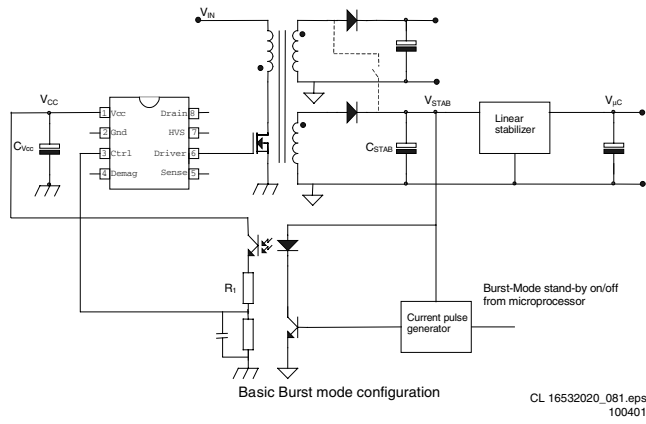 VIN
VCC
CVcc
1 Vcc Drain 8
2 Gnd HVS 7
3 Ctrl Driver 6
4 Demag Sense 5
VSTAB
CSTAB
Linear
stabilizer
VµC
R1
Current pulse
generator
Burst-Mode stand-by on/off
from microprocessor
Basic Burst mode configuration
CL 16532020_081.eps
100401